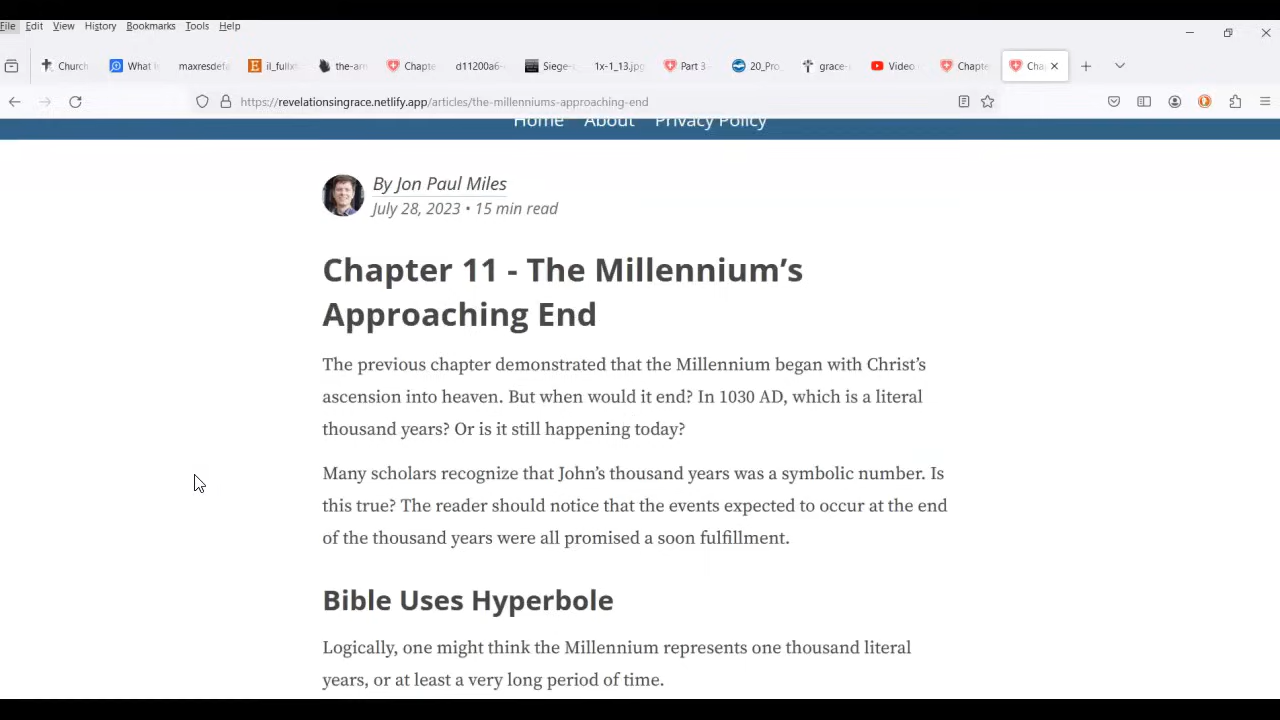 File Edit View History Bookmarks Tools Help
Church What i maxresdefa il_fullx the-arm Chapte d11200a6- Siege- 1x-1_13.jpg Part 3 20_Pro grace- Video Chapte Cha
https://revelationsingrace.netlify.app/articles/the-millenniums-approaching-end
Home About Privacy Policy
By Jon Paul Miles
July 28, 2023 • 15 min read
Chapter 11 - The Millennium’s
Approaching End
The previous chapter demonstrated that the Millennium began with Christ’s
ascension into heaven. But when would it end? In 1030 AD, which is a literal
thousand years? Or is it still happening today?
Many scholars recognize that John’s thousand years was a symbolic number. Is
this true? The reader should notice that the events expected to occur at the end
of the thousand years were all promised a soon fulfillment.
Bible Uses Hyperbole
Logically, one might think the Millennium represents one thousand literal
years, or at least a very long period of time.